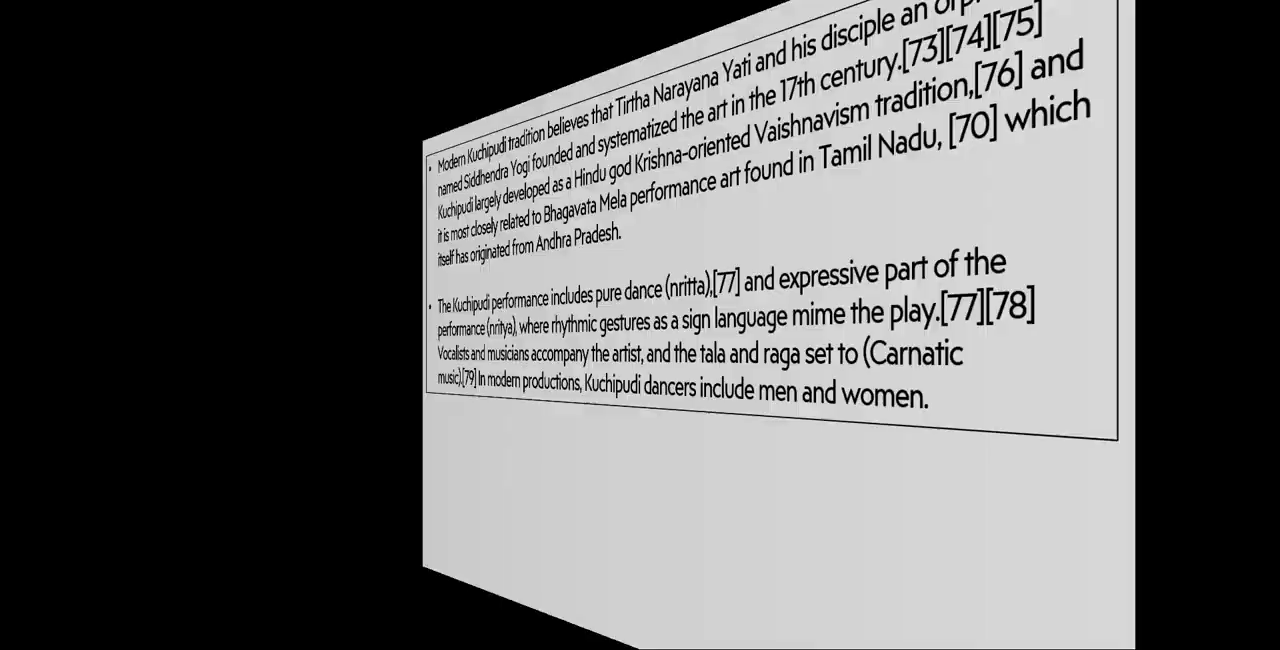 • Modern Kuchipudi tradition believes that Tirtha Narayana Yati and his disciple an
named Siddhendra Yogi founded and systematized the art in the 17th century.[73][74][75]
Kuchipudi largely developed as a Hindu god Krishna-oriented Vaishnavism tradition,[76] and
it is most closely related to Bhagavata Mela performance art found in Tamil Nadu, [70] which
itself has originated from Andhra Pradesh.
• The Kuchipudi performance includes pure dance (nritta),[77] and expressive part of the
performance (nritya), where rhythmic gestures as a sign language mime the play.[77][78]
Vocalists and musicians accompany the artist, and the tala and raga set to (Carnatic
music).[79] In modern productions, Kuchipudi dancers include men and women.